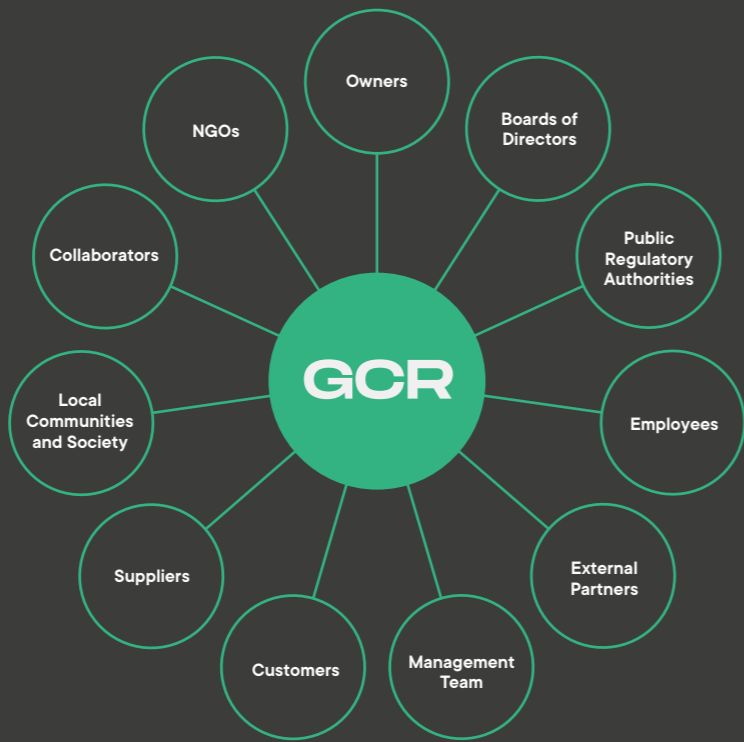 Owners
Boards of
Directors
Public
Regulatory
Authorities
Employees
External
Partners
Management
Team
Customers
Suppliers
Local
Communities
and Society
Collaborators
NGOs
GCR